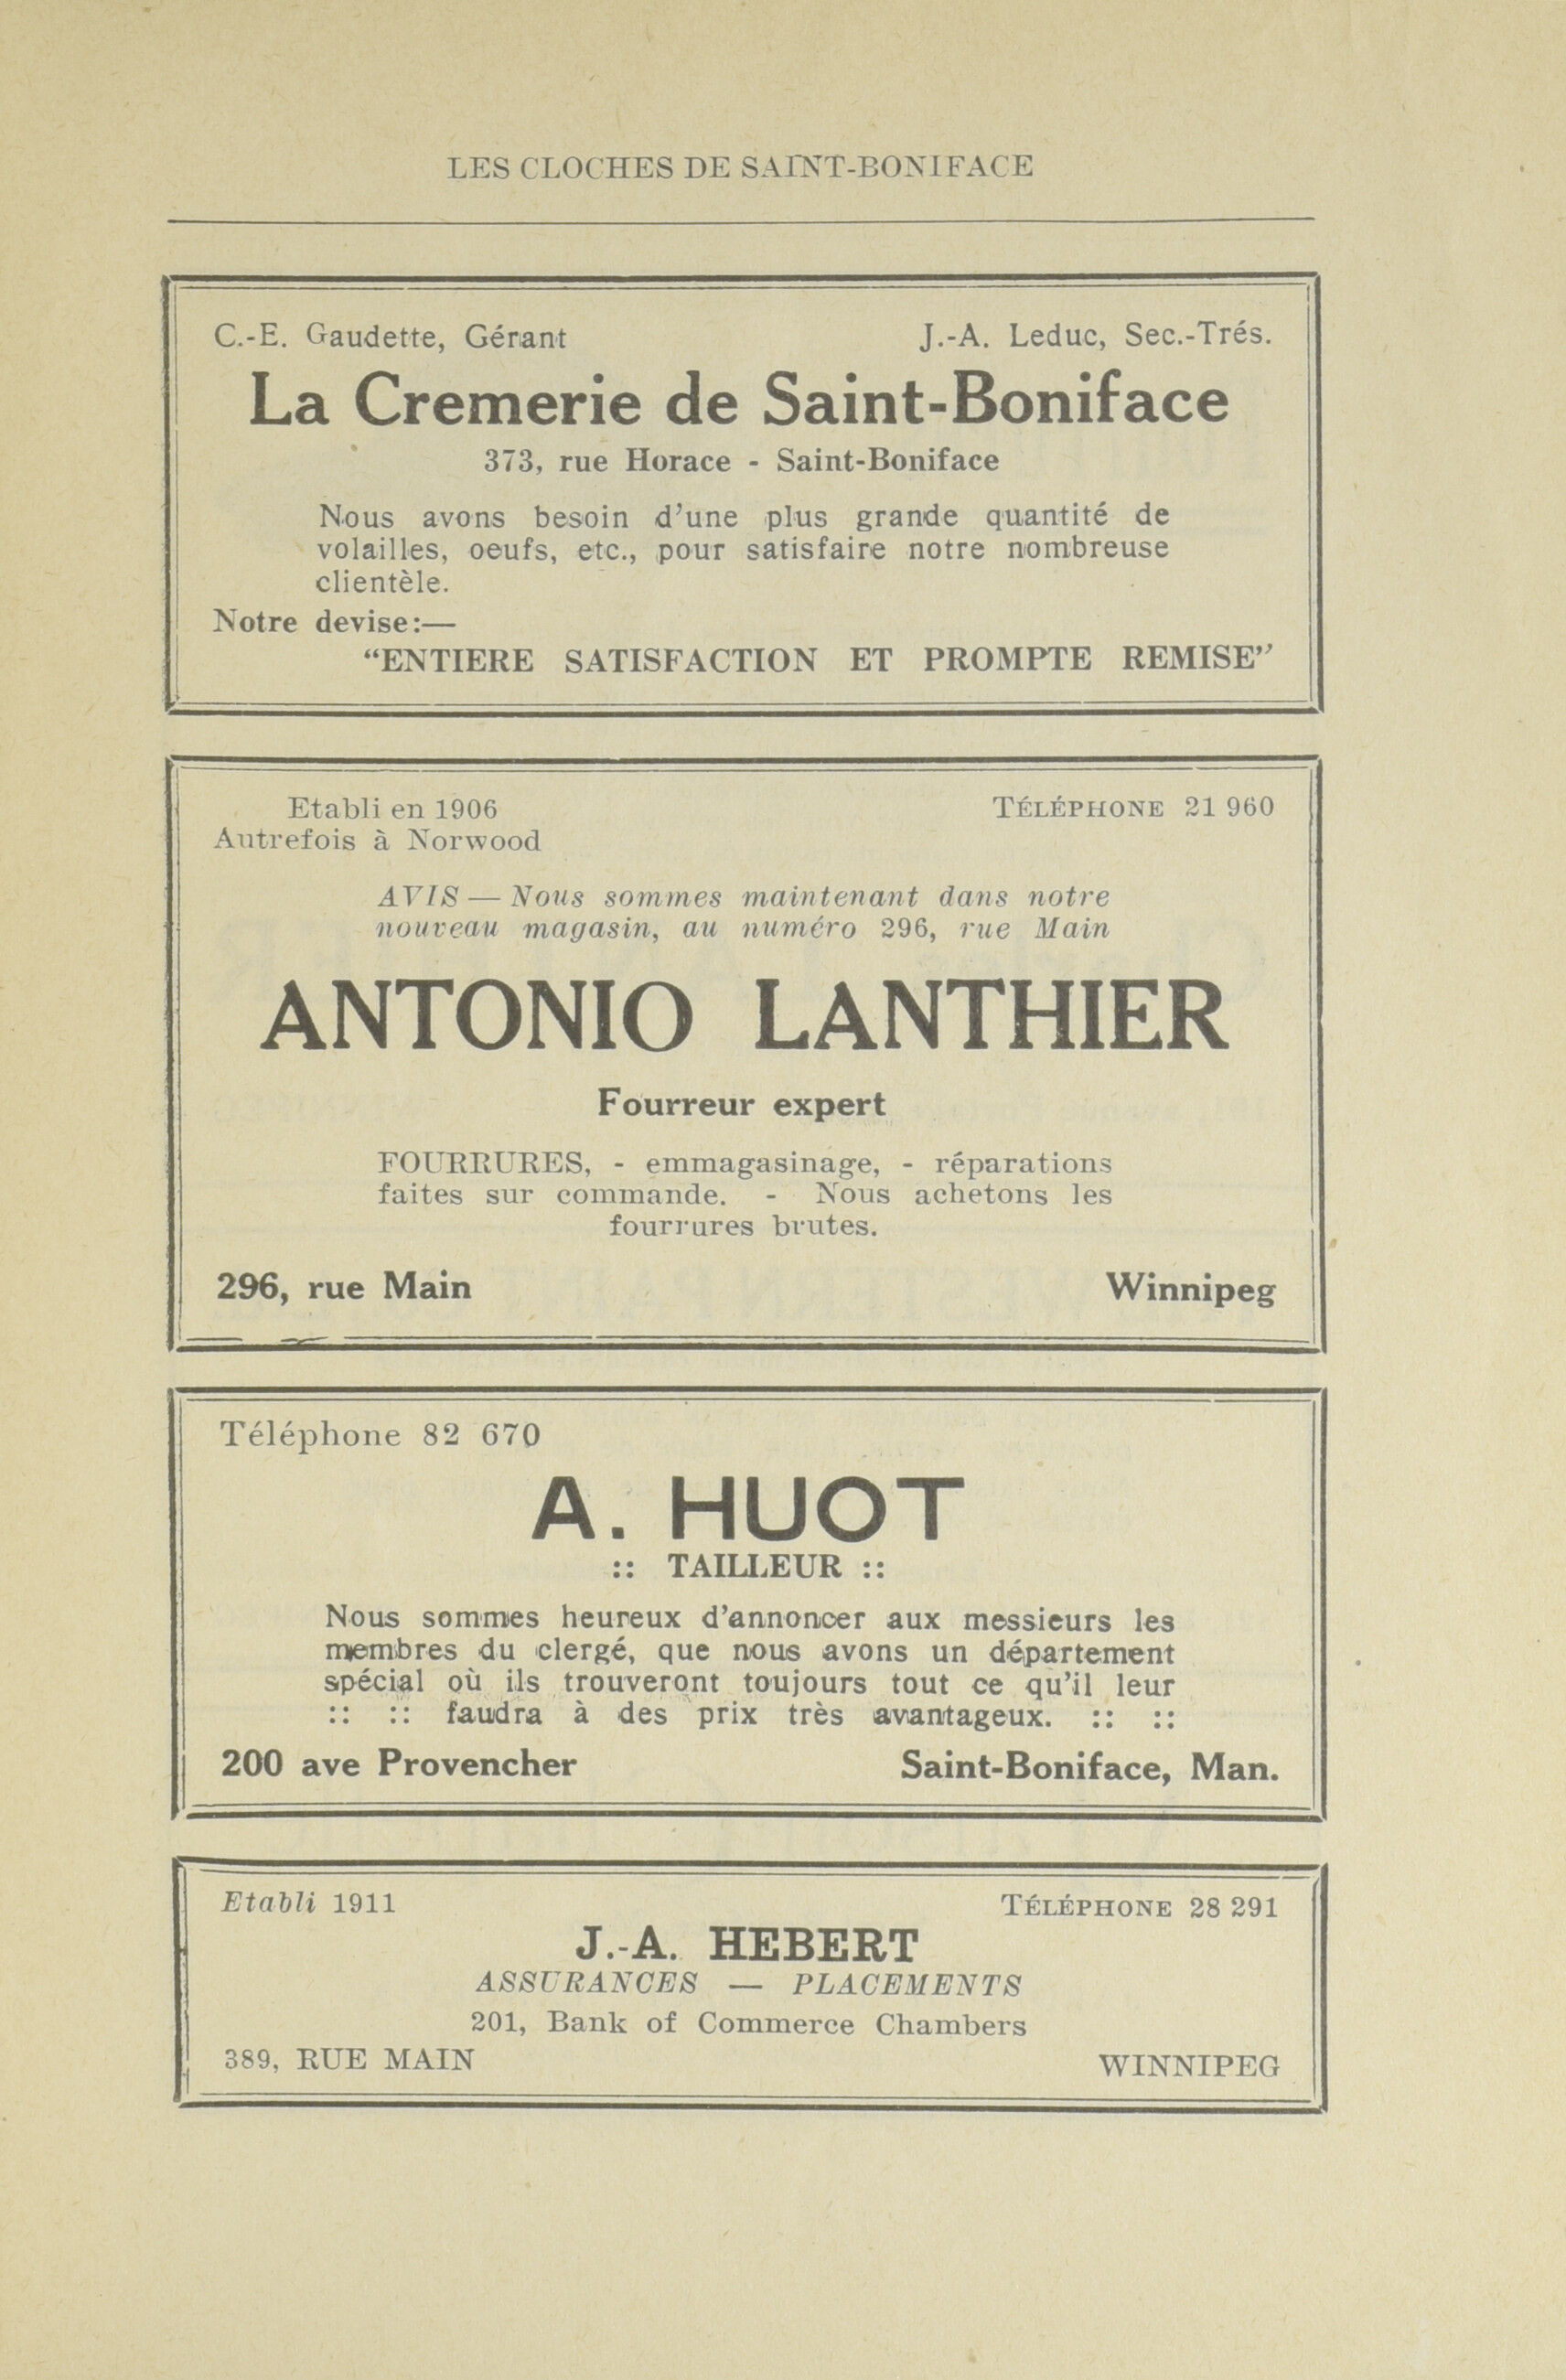 LES CLOCHES DE SAINT-BONIFACE
C.-E. Gaudette, Gérant J.-A. Leduc, Sec.-Trés.
La Cremerie de Saint-Boniface
373, rue Horace - Saint-Boniface
Nous avons besoin d'une plus grande quantité de
volailles, oeufs, etc., pour satisfaire notre nombreuse
clientèle.
Notre devise:—
"ENTIERE SATISFACTION ET PROMPTE REMISE"
Etabli en 1906 TÉLÉPHONE 21 960
Autrefois à Norwood
AVIS — Nous sommes maintenant dans notre
nouveau magasin, au numéro 296, rue Main
ANTONIO LANTHIER
Fourreur expert
FOURRURES, - emmagasinage, - réparations
faites sur commande. - Nous achetons les
fourrures brutes.
296, rue Main Winnipeg
Téléphone 82 670
A. HUOT
:: TAILLEUR ::
Nous sommes heureux d'annoncer aux messieurs les
membres du clergé, que nous avons un département
spécial où ils trouveront toujours tout ce qu'il leur
:: :: faudra à des prix très avantageux. :: ::
200 ave Provencher Saint-Boniface, Man.
Etabli 1911 TÉLÉPHONE 28 291
J.-A. HEBERT
ASSURANCES — PLACEMENTS
201, Bank of Commerce Chambers
389, RUE MAIN WINNIPEG